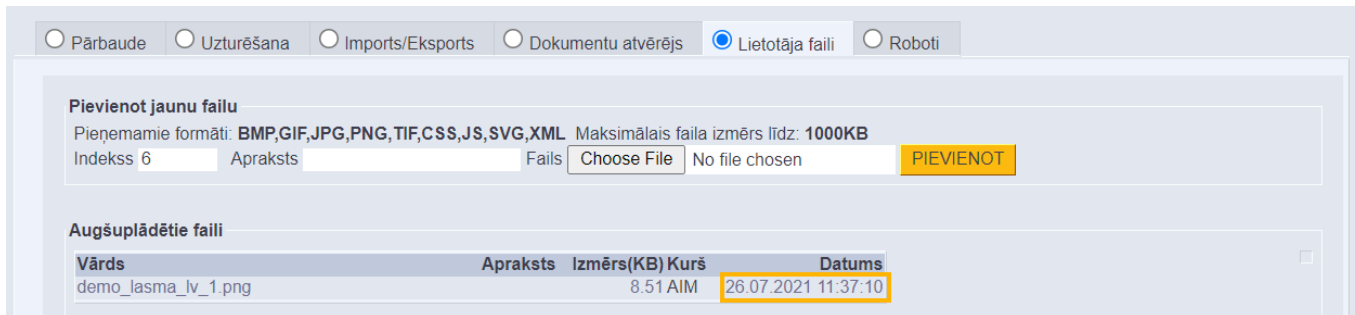 Pārbaude Uzturēšana Imports/Eksports Dokumentu atvērējs Lietotāja faili Roboti
Pievienot jaunu failu
Pieņemamie formāti: BMP,GIF,JPG,PNG,TIF,CSS,JS,SVG,XML Maksimālais faila izmērs līdz: 1000KB
Indekss 6 Apraksts Fails Choose File No file chosen PIEVIENOT
Augšuplādētie faili
Vārds Apraksts Izmērs(KB) Kurš Datums
demo_lasma_lv_1.png 8.51 AIM 26.07.2021 11:37:10